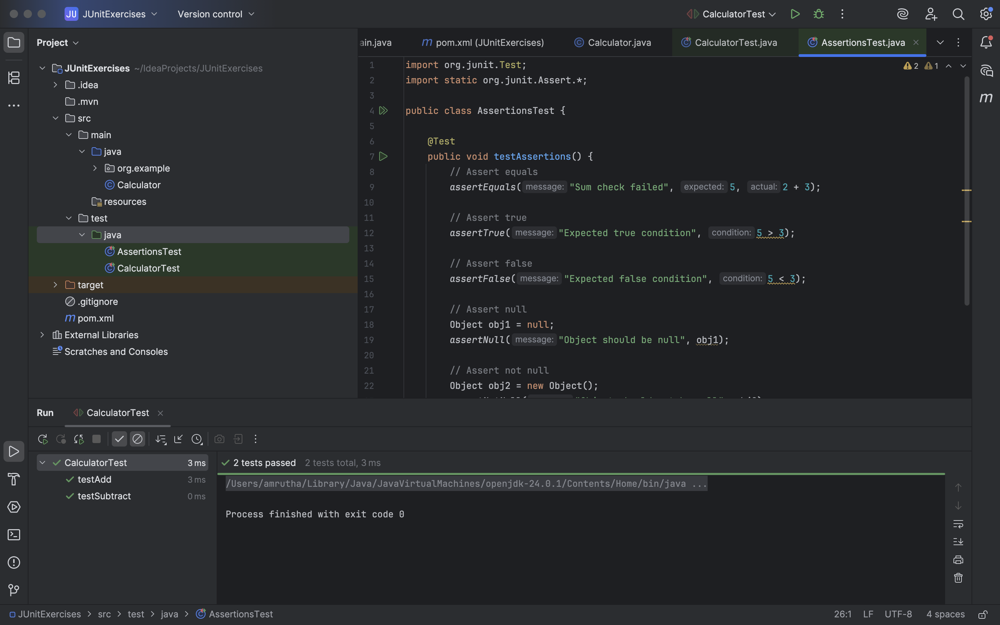 JU JUnitExercises Version control CalculatorTest
Project
JUnitExercises ~/IdeaProjects/JUnitExercises
.idea
.mvn
src
main
java
org.example
Calculator
resources
test
java
AssertionsTest
CalculatorTest
target
.gitignore
m pom.xml
External Libraries
Scratches and Consoles
ain.java m pom.xml (JUnitExercises) Calculator.java CalculatorTest.java AssertionsTest.java
2 1
m
1 import org.junit.Test;
2 import static org.junit.Assert.*;
3
4 public class AssertionsTest {
5
6 @Test
7 public void testAssertions() {
8 // Assert equals
9 assertEquals( message: "Sum check failed", expected: 5, actual: 2 + 3);
10
11 // Assert true
12 assertTrue( message: "Expected true condition", condition: 5 > 3);
13
14 // Assert false
15 assertFalse( message: "Expected false condition", condition: 5 < 3);
16
17 // Assert null
18 Object obj1 = null;
19 assertNull( message: "Object should be null", obj1);
20
21 // Assert not null
22 Object obj2 = new Object();
Run CalculatorTest
CalculatorTest 3 ms
testAdd 3 ms
testSubtract 0 ms
2 tests passed 2 tests total, 3 ms
/Users/amrutha/Library/Java/JavaVirtualMachines/openjdk-24.0.1/Contents/Home/bin/java ...
Process finished with exit code 0
JUnitExercises > src > test > java > AssertionsTest
26:1 LF UTF-8 4 spaces